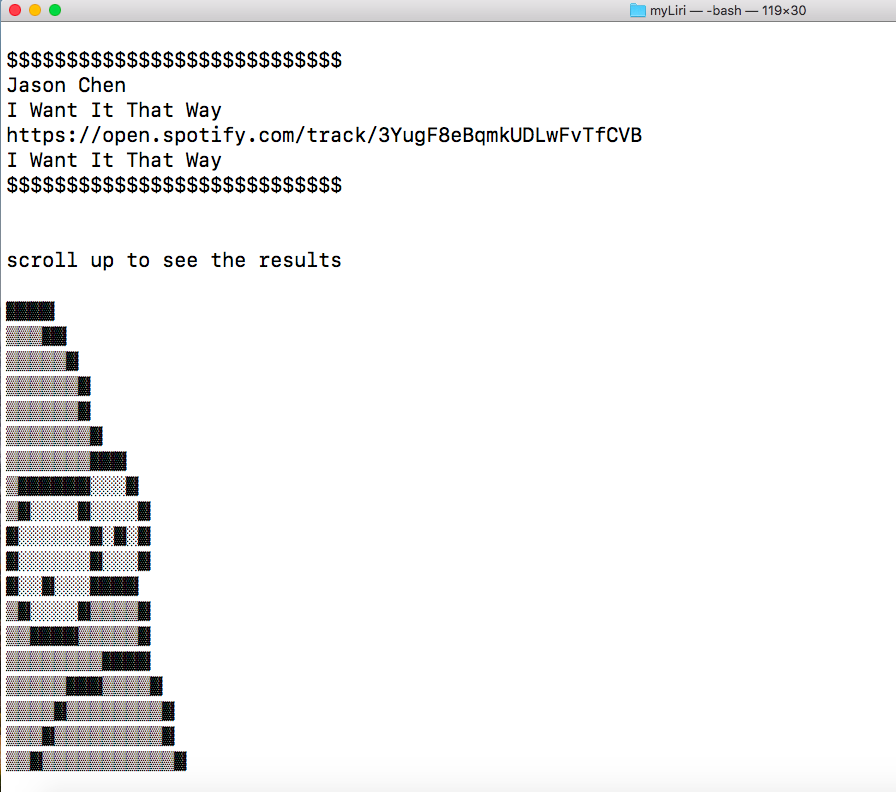 myLiri — -bash — 119×30
$$$$$$$$$$$$$$$$$$$$$$$$$$$$
Jason Chen
I Want It That Way
https://open.spotify.com/track/3YugF8eBqmkUDLwFvTfCVB
I Want It That Way
$$$$$$$$$$$$$$$$$$$$$$$$$$$$
scroll up to see the results